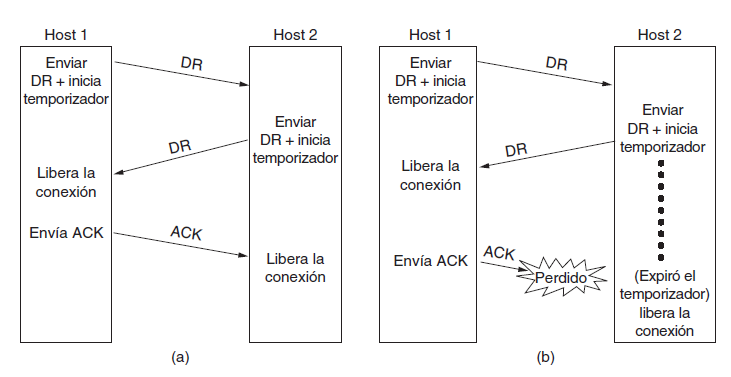 Host 1
Host 2
Enviar
DR + inicia
temporizador
DR
Enviar
DR + inicia
temporizador
DR
Libera la
conexión
Envía ACK
ACK
Libera la
conexión
(a)
Host 1
Host 2
Enviar
DR + inicia
temporizador
DR
Enviar
DR + inicia
temporizador
DR
Libera la
conexión
Envía ACK
ACK
Perdido
(Expiró el
temporizador)
libera la
conexión
(b)